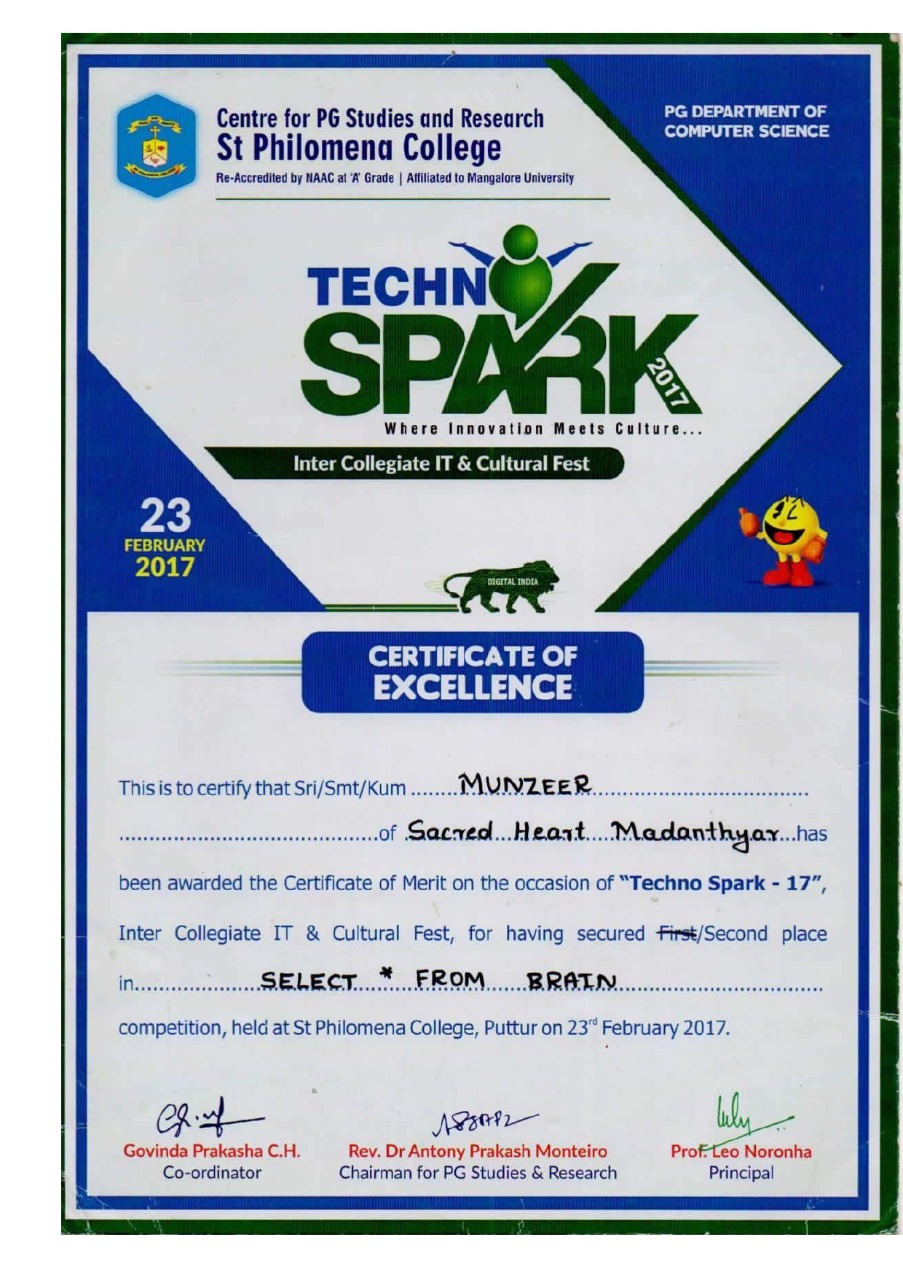 Centre for PG Studies and Research
St Philomena College
Re-Accredited by NAAC at 'A' Grade | Affiliated to Mangalore University
PG DEPARTMENT OF
COMPUTER SCIENCE
TECHNO
SPARK
2017
Where Innovation Meets Culture...
Inter Collegiate IT & Cultural Fest
23
FEBRUARY
2017
DIGITAL INDIA
CERTIFICATE OF
EXCELLENCE
This is to certify that Sri/Smt/Kum ....... MUNZEER ........................................
.......................................of Sacred Heart Madanthyar...has
been awarded the Certificate of Merit on the occasion of "Techno Spark - 17",
Inter Collegiate IT & Cultural Fest, for having secured First/Second place
in.................... SELECT * FROM BRAIN ....................................
competition, held at St Philomena College, Puttur on 23rd February 2017.
Govinda Prakasha C.H.
Co-ordinator
Rev. Dr Antony Prakash Monteiro
Chairman for PG Studies & Research
Prof. Leo Noronha
Principal